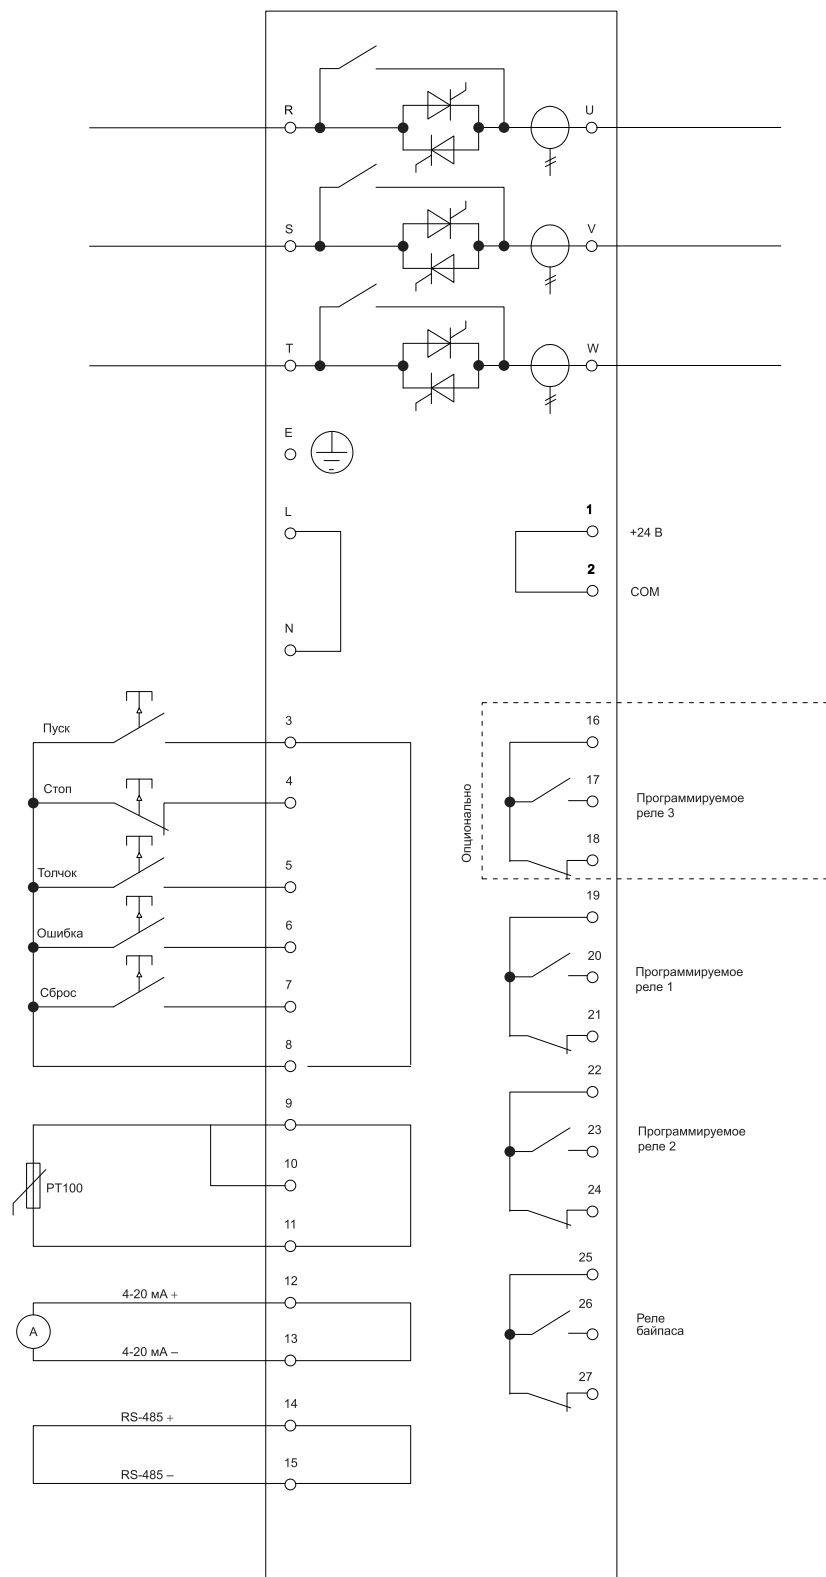 R
U
S
V
T
W
E
L
1
+24 В
2
COM
N
Пуск
3
16
Стоп
4
17
Опционально
Программируемое
реле 3
18
Толчок
5
19
Ошибка
6
20
Программируемое
реле 1
Сброс
7
21
8
22
9
23
Программируемое
реле 2
PT100
10
24
11
25
4-20 мА +
12
26
Реле
байпаса
A
4-20 мА –
13
27
RS-485 +
14
RS-485 –
15